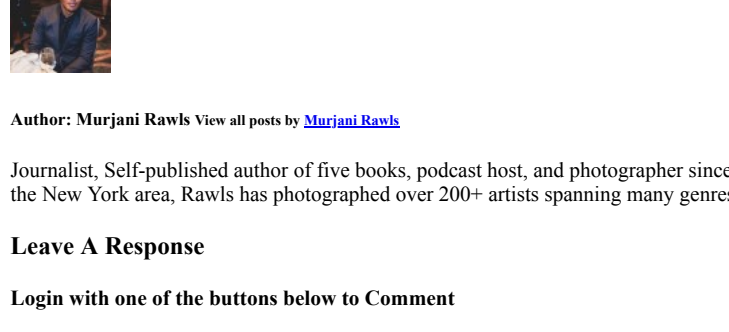 Author: Murjani Rawls View all posts by Murjani Rawls
Journalist, Self-published author of five books, podcast host, and photographer since
the New York area, Rawls has photographed over 200+ artists spanning many genres
Leave A Response
Login with one of the buttons below to Comment